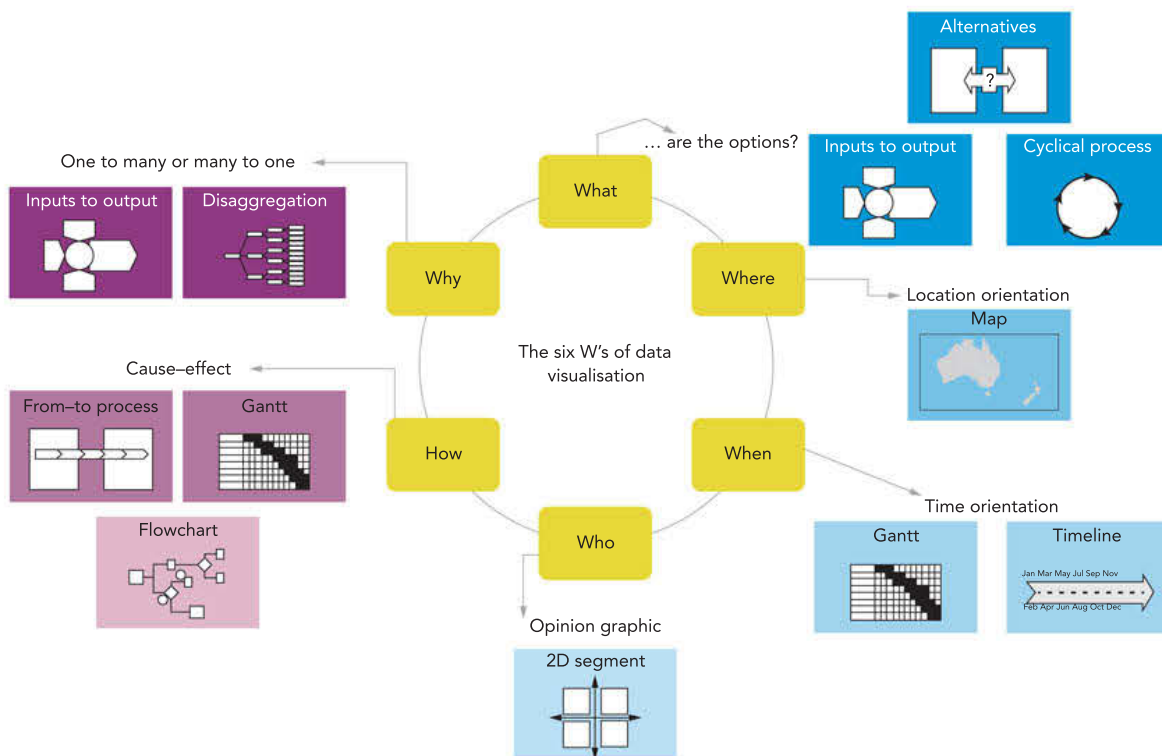 Alternatives
?
… are the options?
Inputs to output
Cyclical process
What
One to many or many to one
Inputs to output
Disaggregation
Why
Where
Location orientation
Map
The six W's of data
visualisation
Cause–effect
From–to process
Gantt
How
When
Flowchart
Time orientation
Gantt
Timeline
Jan Mar May Jul Sep Nov
Feb Apr Jun Aug Oct Dec
Who
Opinion graphic
2D segment